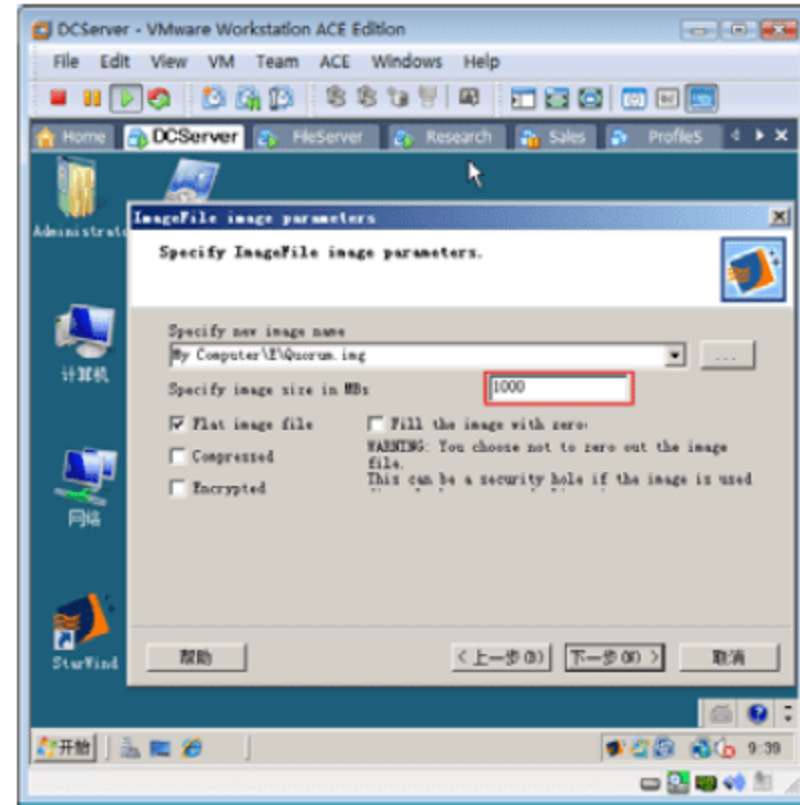 DCServer - VMware Workstation ACE Edition
File Edit View VM Team ACE Windows Help
Home DCServer FileServer Research Sales ProfileS
Administrato
ImageFile image parameters
Specify ImageFile image parameters.
Specify new image name
My Computer\E\Quorum.img
...
Specify image size in MBs
1000
Flat image file
Fill the image with zero
Compressed
WARNING: You choose not to zero out the image
file.
This can be a security hole if the image is used
Encrypted
计算机
网络
StarWind
帮助
<上一步(B)
下一步(N) >
取消
开始
9:39